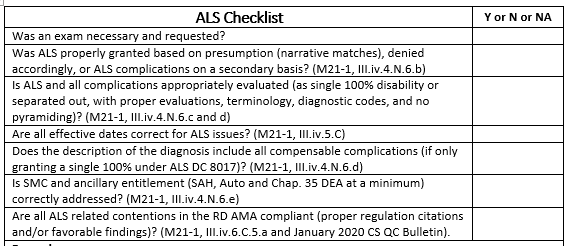 ALS Checklist Y or N or NA
Was an exam necessary and requested?
Was ALS properly granted based on presumption (narrative matches), denied
accordingly, or ALS complications on a secondary basis? (M21-1, III.iv.4.N.6.b)
Is ALS and all complications appropriately evaluated (as single 100% disability or
separated out, with proper evaluations, terminology, diagnostic codes, and no
pyramiding)? (M21-1, III.iv.4.N.6.c and d)
Are all effective dates correct for ALS issues? (M21-1, III.iv.5.C)
Does the description of the diagnosis include all compensable complications (if only
granting a single 100% under ALS DC 8017)? (M21-1, III.iv.4.N.6.d)
Is SMC and ancillary entitlement (SAH, Auto and Chap. 35 DEA at a minimum)
correctly addressed? (M21-1, III.iv.4.N.6.e)
Are all ALS related contentions in the RD AMA compliant (proper regulation citations
and/or favorable findings)? (M21-1, III.iv.6.C.5.a and January 2020 CS QC Bulletin).